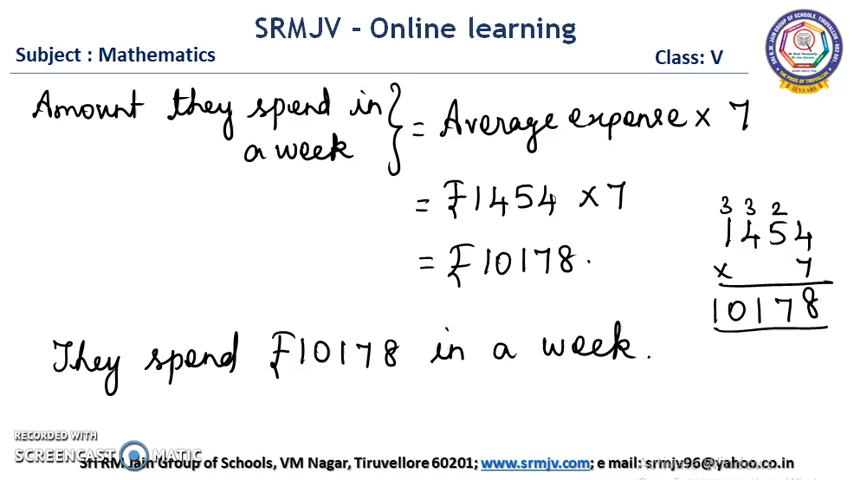 SRMJV - Online learning
Subject : Mathematics
Class: V
Amount they spend in
a week
} = Average expense × 7
= ₹1454 × 7
= ₹10178.
3 3 2
1454
× 7
10178
They spend ₹10178 in a week.
RECORDED WITH
SCREENCAST MATIC
Sri RM Jain Group of Schools, VM Nagar, Tiruvellore 60201; www.srmjv.com; e mail: srmjv96@yahoo.co.in